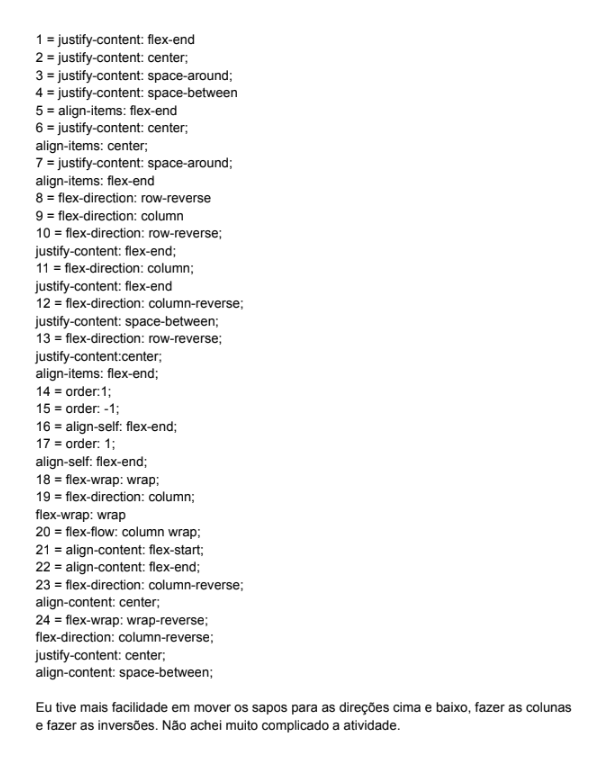 1 = justify-content: flex-end
2 = justify-content: center;
3 = justify-content: space-around;
4 = justify-content: space-between
5 = align-items: flex-end
6 = justify-content: center;
align-items: center;
7 = justify-content: space-around;
align-items: flex-end
8 = flex-direction: row-reverse
9 = flex-direction: column
10 = flex-direction: row-reverse;
justify-content: flex-end;
11 = flex-direction: column;
justify-content: flex-end
12 = flex-direction: column-reverse;
justify-content: space-between;
13 = flex-direction: row-reverse;
justify-content:center;
align-items: flex-end;
14 = order:1;
15 = order: -1;
16 = align-self: flex-end;
17 = order: 1;
align-self: flex-end;
18 = flex-wrap: wrap;
19 = flex-direction: column;
flex-wrap: wrap
20 = flex-flow: column wrap;
21 = align-content: flex-start;
22 = align-content: flex-end;
23 = flex-direction: column-reverse;
align-content: center;
24 = flex-wrap: wrap-reverse;
flex-direction: column-reverse;
justify-content: center;
align-content: space-between;
Eu tive mais facilidade em mover os sapos para as direções cima e baixo, fazer as colunas
e fazer as inversões. Não achei muito complicado a atividade.